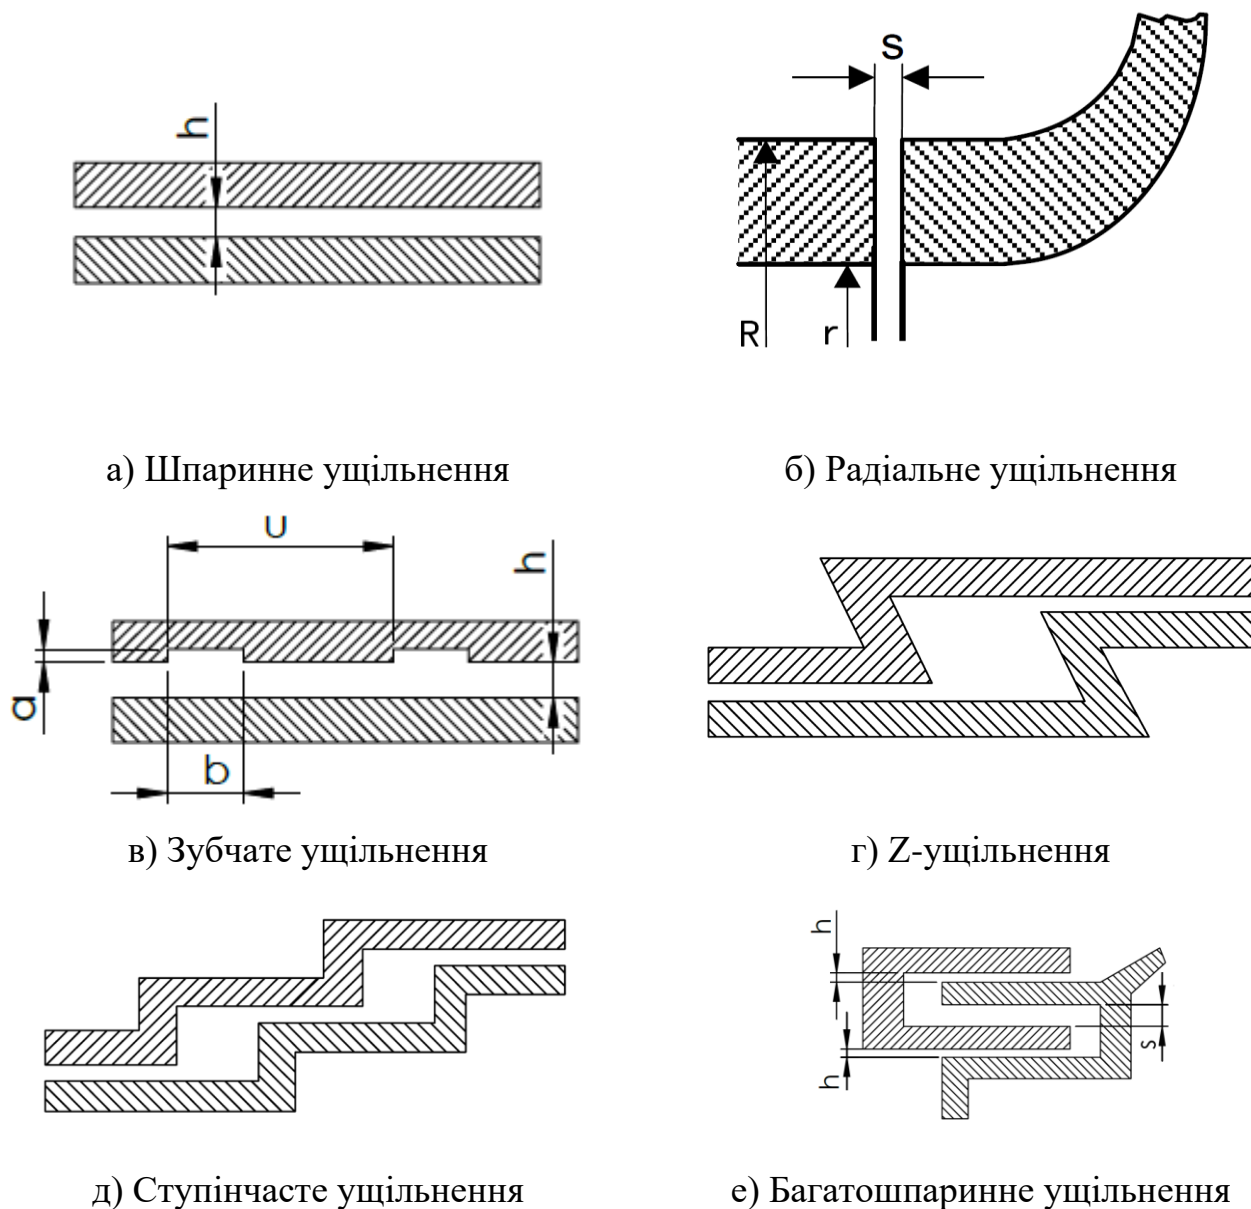 h
S
R
r
а) Шпаринне ущільнення
б) Радіальне ущільнення
U
h
a
b
в) Зубчате ущільнення
г) Z-ущільнення
h
h
s
д) Ступінчасте ущільнення
е) Багатошпаринне ущільнення